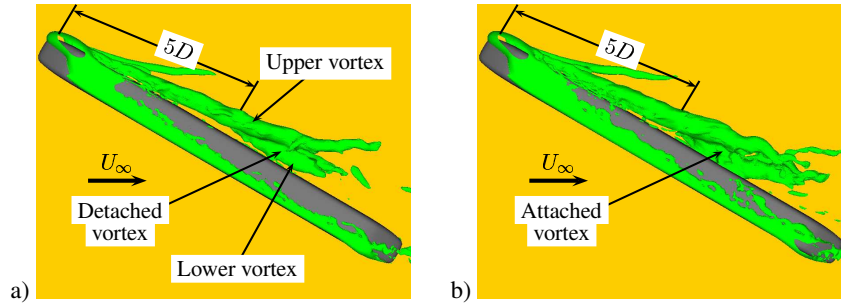 5D
Upper vortex
U∞
Detached
vortex
Lower vortex
a)
5D
U∞
Attached
vortex
b)